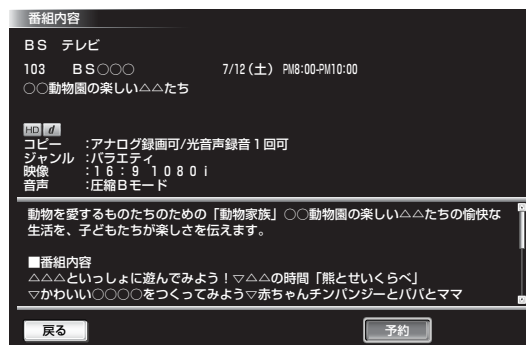 番組内容
BS テレビ
103 BS○○○ 7/12(土) PM8:00-PM10:00
○○動物園の楽しい△△たち
HD d
コピー :アナログ録画可/光音声録音1回可
ジャンル :バラエティ
映像 :16:9 1080i
音声 :圧縮Bモード
動物を愛するものたちのための「動物家族」○○動物園の楽しい△△たちの愉快な
生活を、子どもたちが楽しさを伝えます。
■番組内容
△△△といっしょに遊んでみよう！▽△△の時間「熊とせいくらべ」
▽かわいい○○○○をつくってみよう▽赤ちゃんチンパンジーとパパとママ
戻る 予約